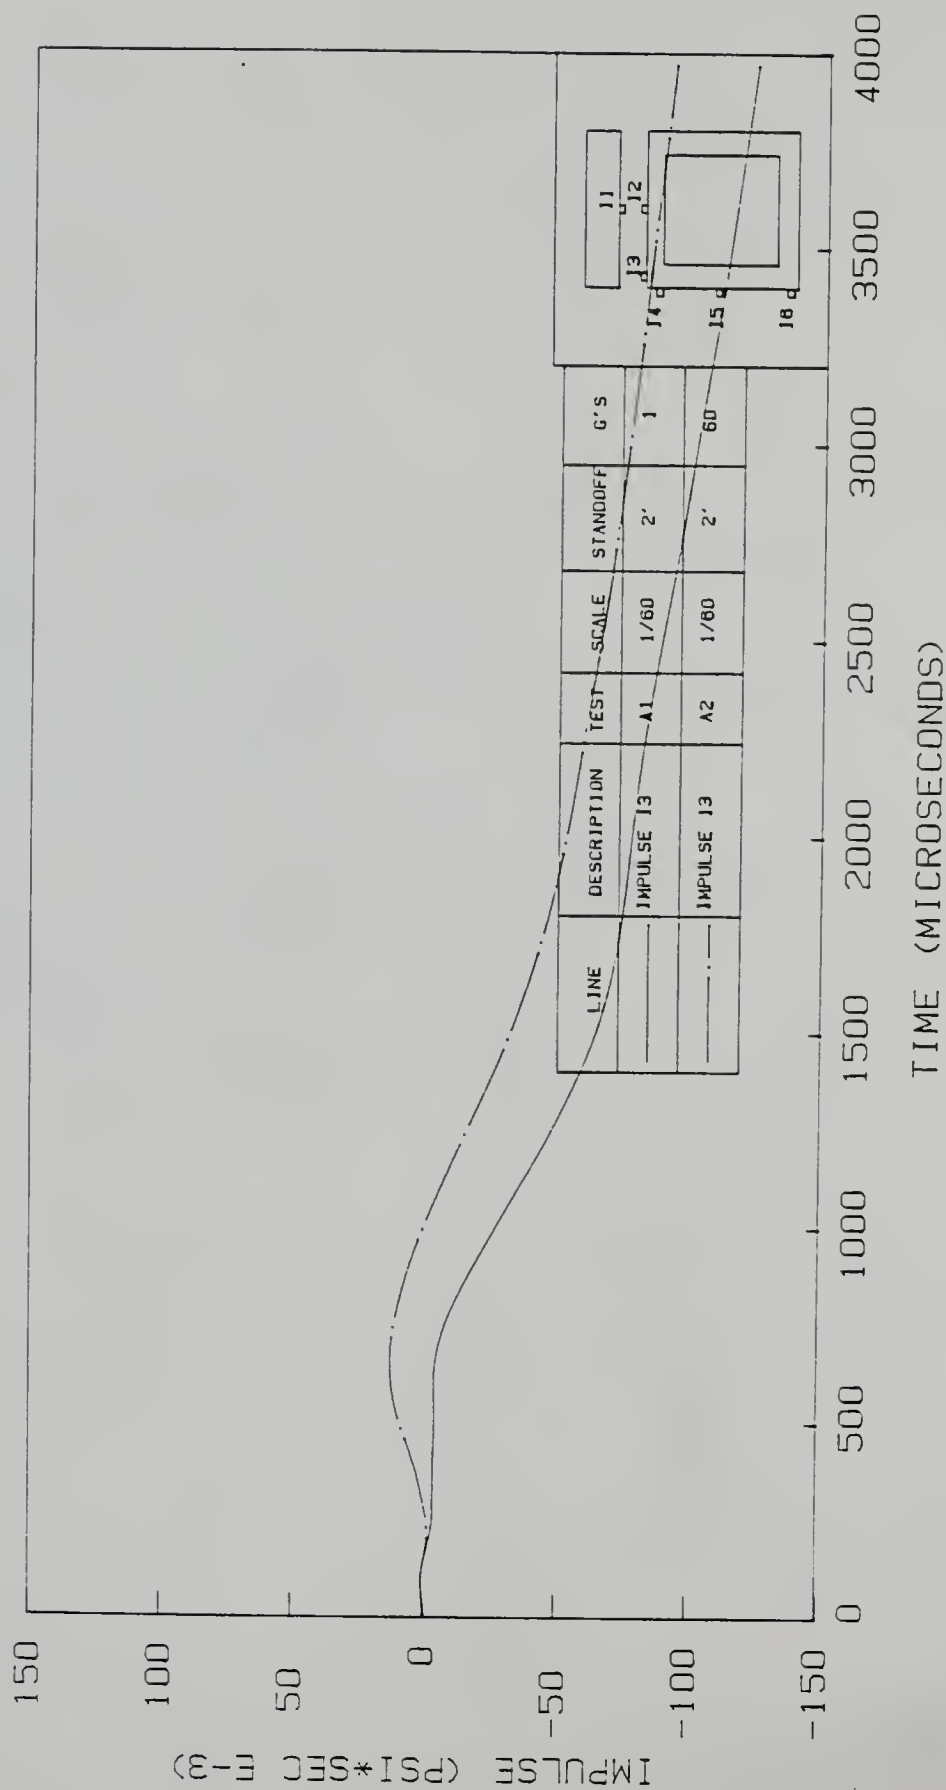 IMPULSE (PSI*SEC E-3)
150
100
50
0
-50
-100
-150
0
500
1000
1500
2000
2500
3000
3500
4000
TIME (MICROSECONDS)
LINE DESCRIPTION TEST SCALE STANDOFF G'S
IMPULSE I3 A1 1/60 2' 1
IMPULSE I3 A2 1/60 2' 60
I1
I2
I3
I4
I5
I6